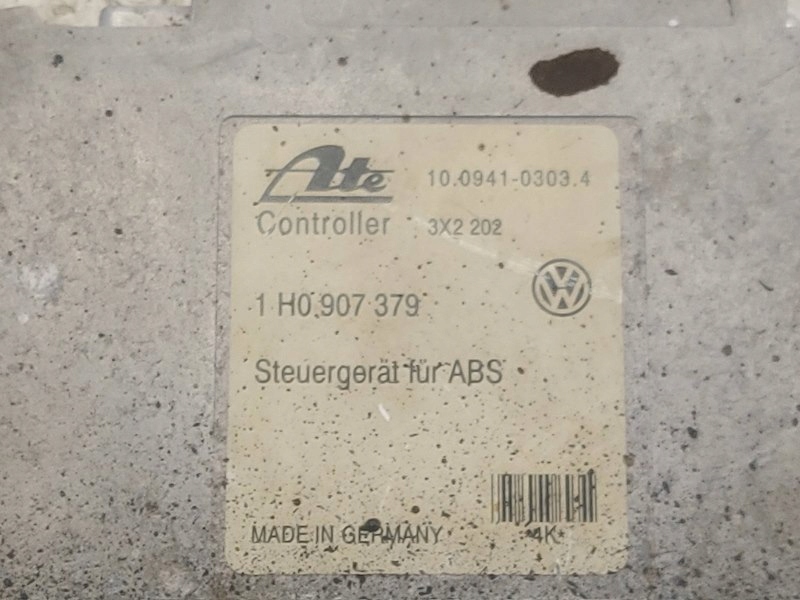 Ate 10.0941-0303.4
Controller 3X2 202
1 H0 907 379
Steuergerät für ABS
MADE IN GERMANY *4K*